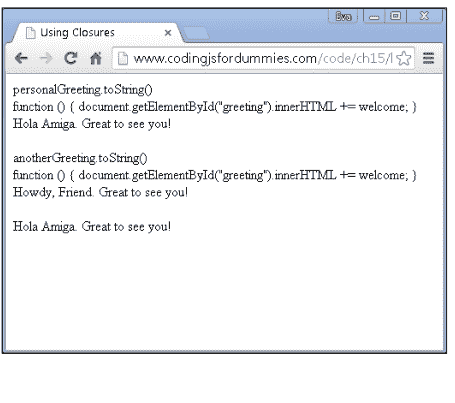 Eva
Using Closures
www.codingjsfordummies.com/code/ch15/l
personalGreeting.toString()
function () { document.getElementById("greeting").innerHTML += welcome; }
Hola Amiga. Great to see you!
anotherGreeting.toString()
function () { document.getElementById("greeting").innerHTML += welcome; }
Howdy, Friend. Great to see you!
Hola Amiga. Great to see you!